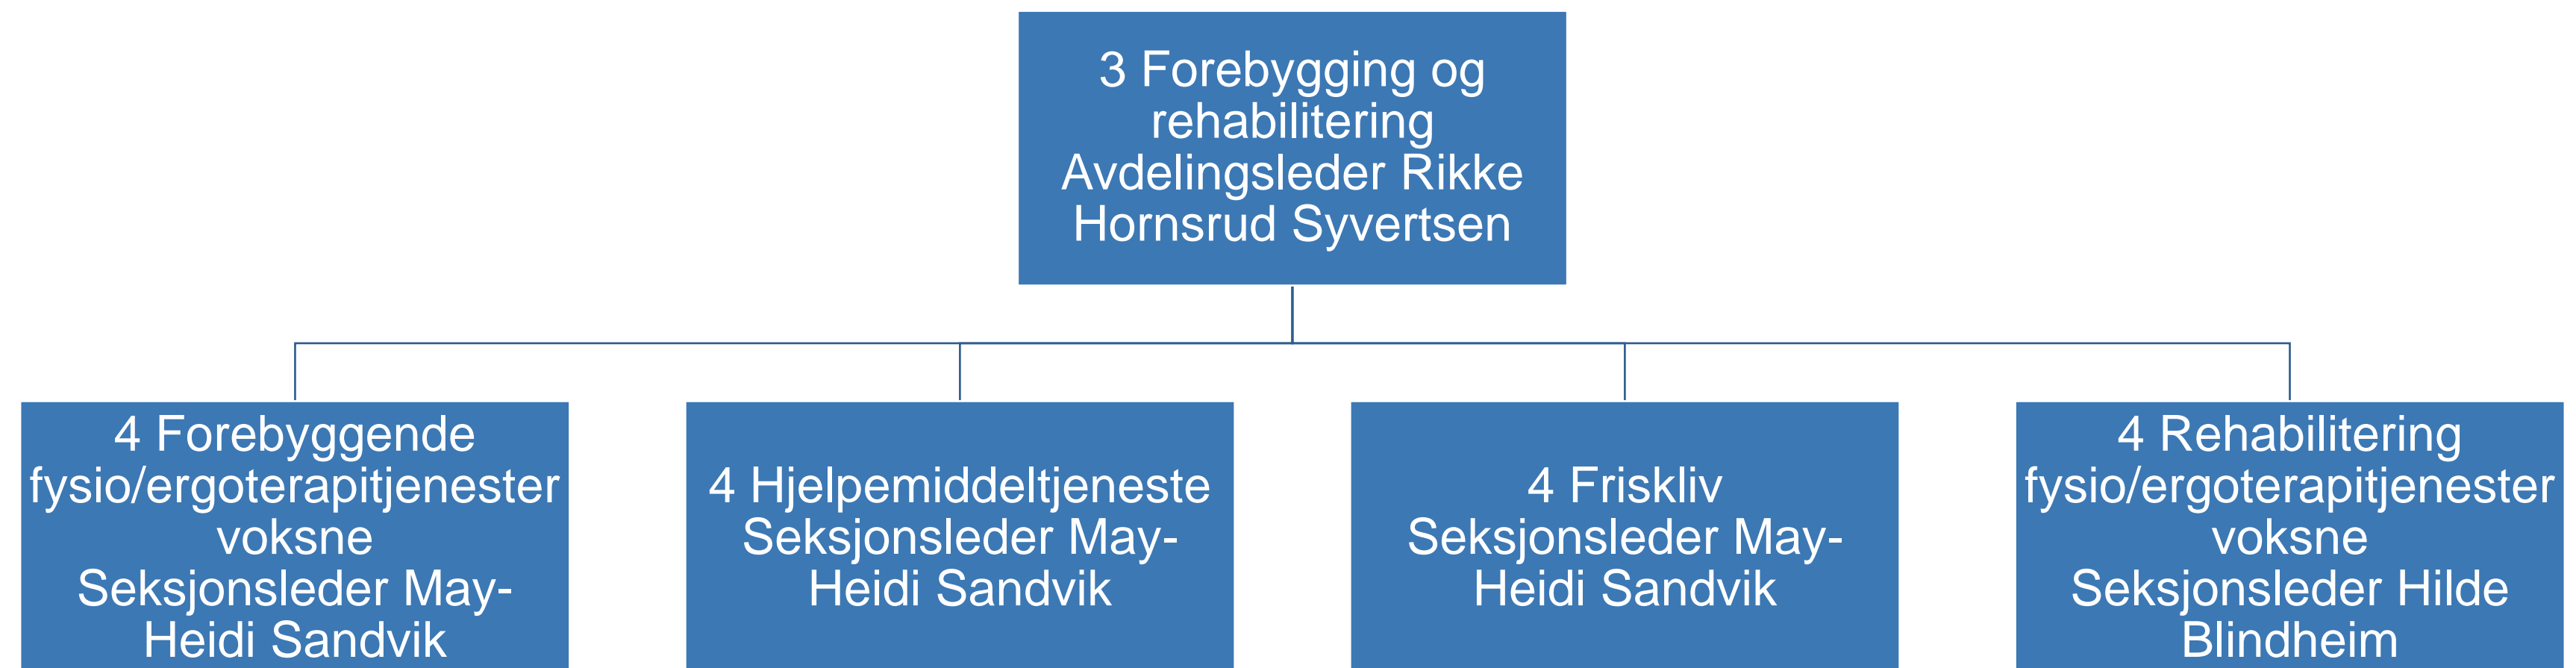 3 Forebygging og
rehabilitering
Avdelingsleder Rikke
Hornsrud Syvertsen
4 Forebyggende
fysio/ergoterapitjenester
voksne
Seksjonsleder May-
Heidi Sandvik
4 Hjelpemiddeltjeneste
Seksjonsleder May-
Heidi Sandvik
4 Friskliv
Seksjonsleder May-
Heidi Sandvik
4 Rehabilitering
fysio/ergoterapitjenester
voksne
Seksjonsleder Hilde
Blindheim